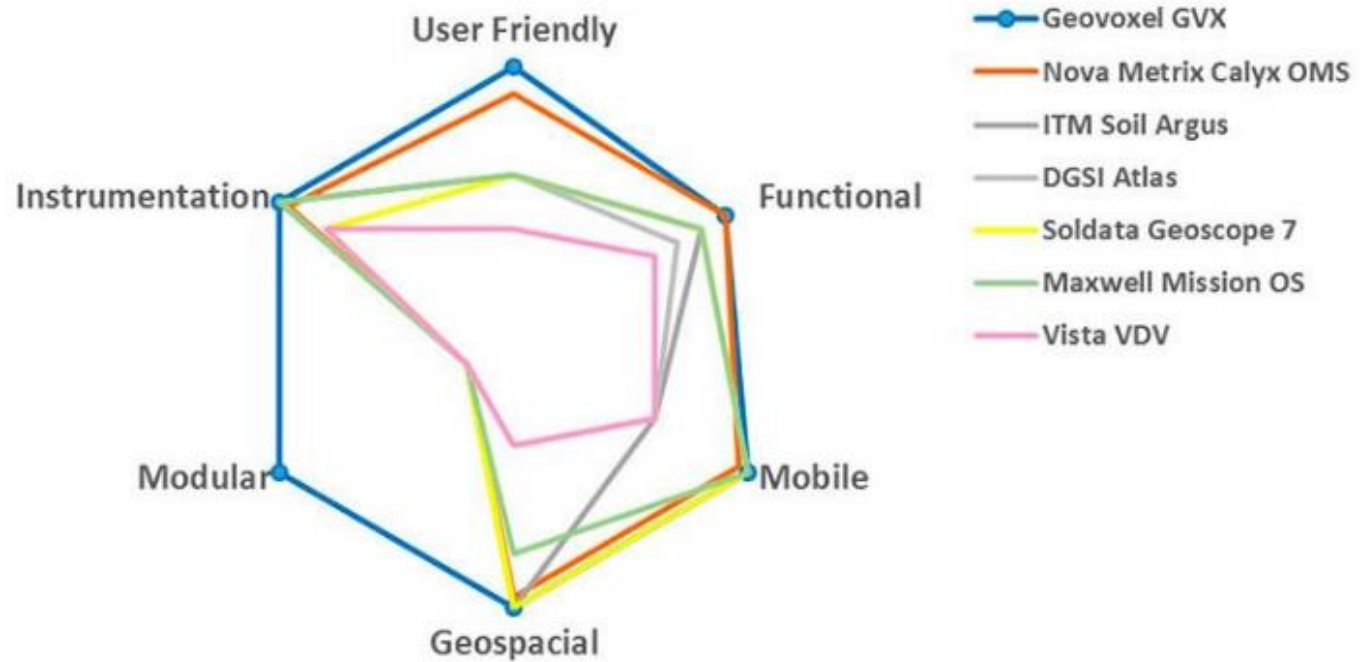 User Friendly
Functional
Mobile
Geospacial
Modular
Instrumentation
Geovoxel GVX
Nova Metrix Calyx OMS
ITM Soil Argus
DGSI Atlas
Soldata Geoscope 7
Maxwell Mission OS
Vista VDV